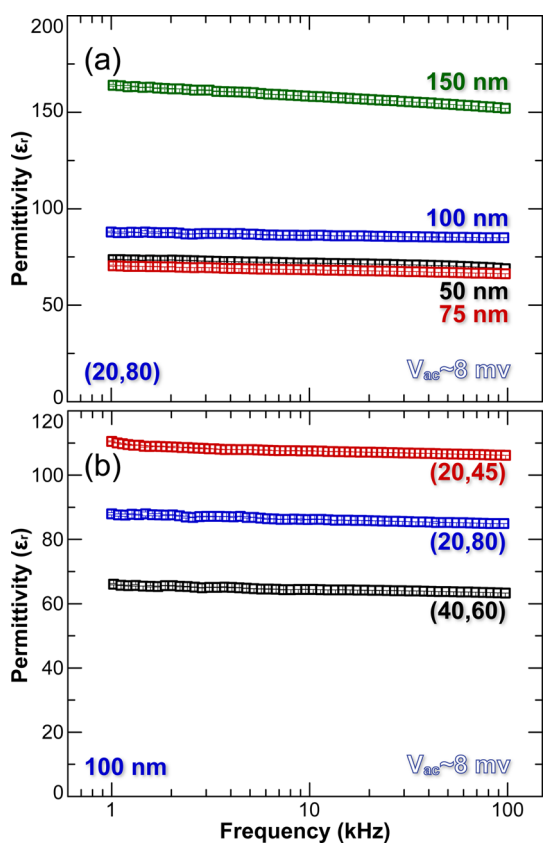 200
(a)
150 nm
150
Permittivity (εr)
100 nm
100
50 nm
50
75 nm
(20,80)
Vac~8 mv
0
120
(b)
100
(20,45)
Permittivity (εr)
80
(20,80)
60
(40,60)
40
20
100 nm
Vac~8 mv
0
1 10 100
Frequency (kHz)